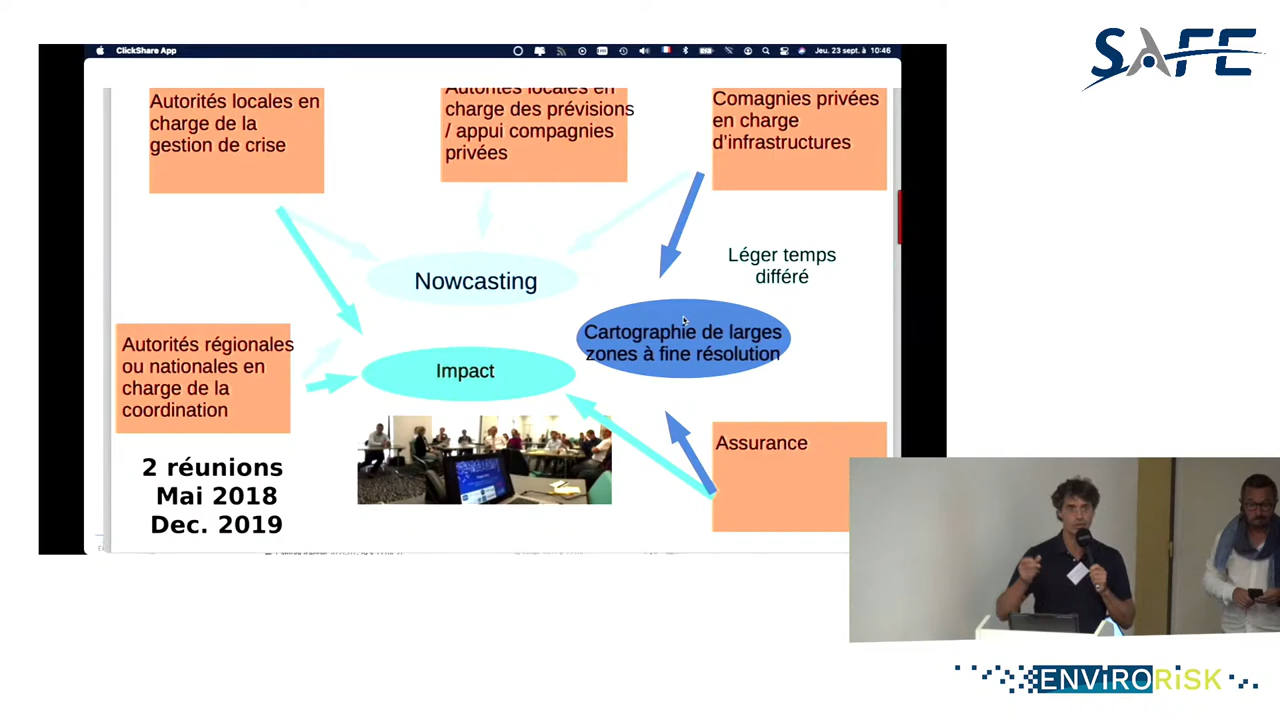 ClickShare App
Jeu. 23 sept. à 10:46
SAFE
Autorités locales en
charge de la
gestion de crise
Autorités locales en
charge des prévisions
/ appui compagnies
privées
Comagnies privées
en charge
d'infrastructures
Léger temps
différé
Nowcasting
Cartographie de larges
zones à fine résolution
Autorités régionales
ou nationales en
charge de la
coordination
Impact
Assurance
2 réunions
Mai 2018
Dec. 2019
ENViRORiSK